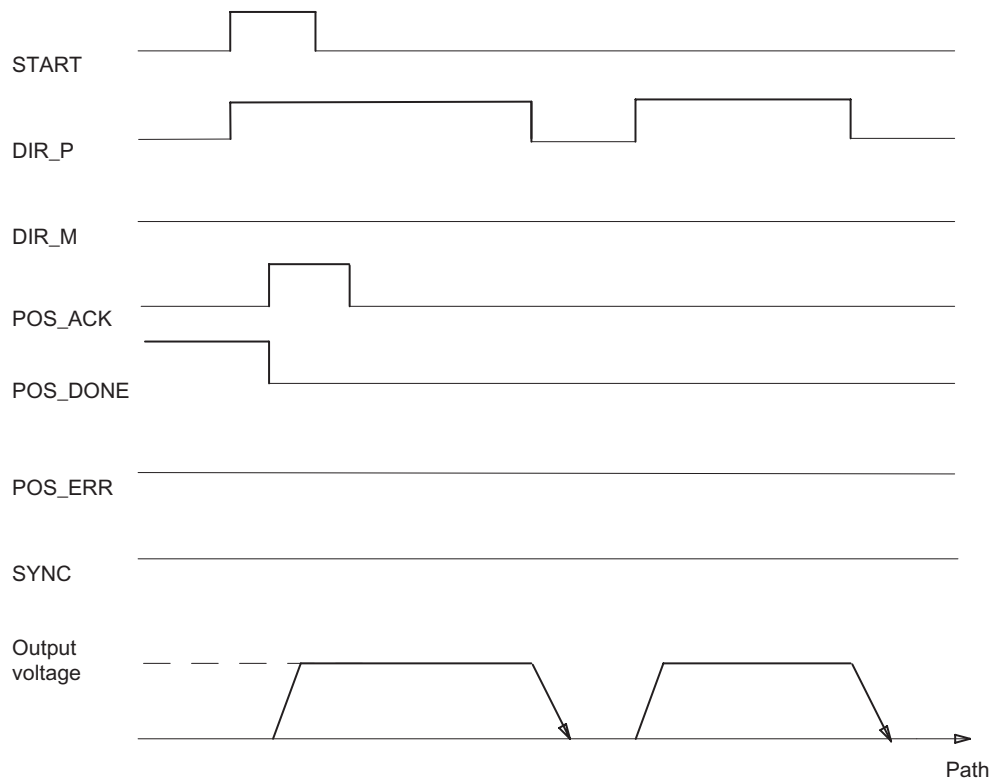 START
DIR_P
DIR_M
POS_ACK
POS_DONE
POS_ERR
SYNC
Output
voltage
Path